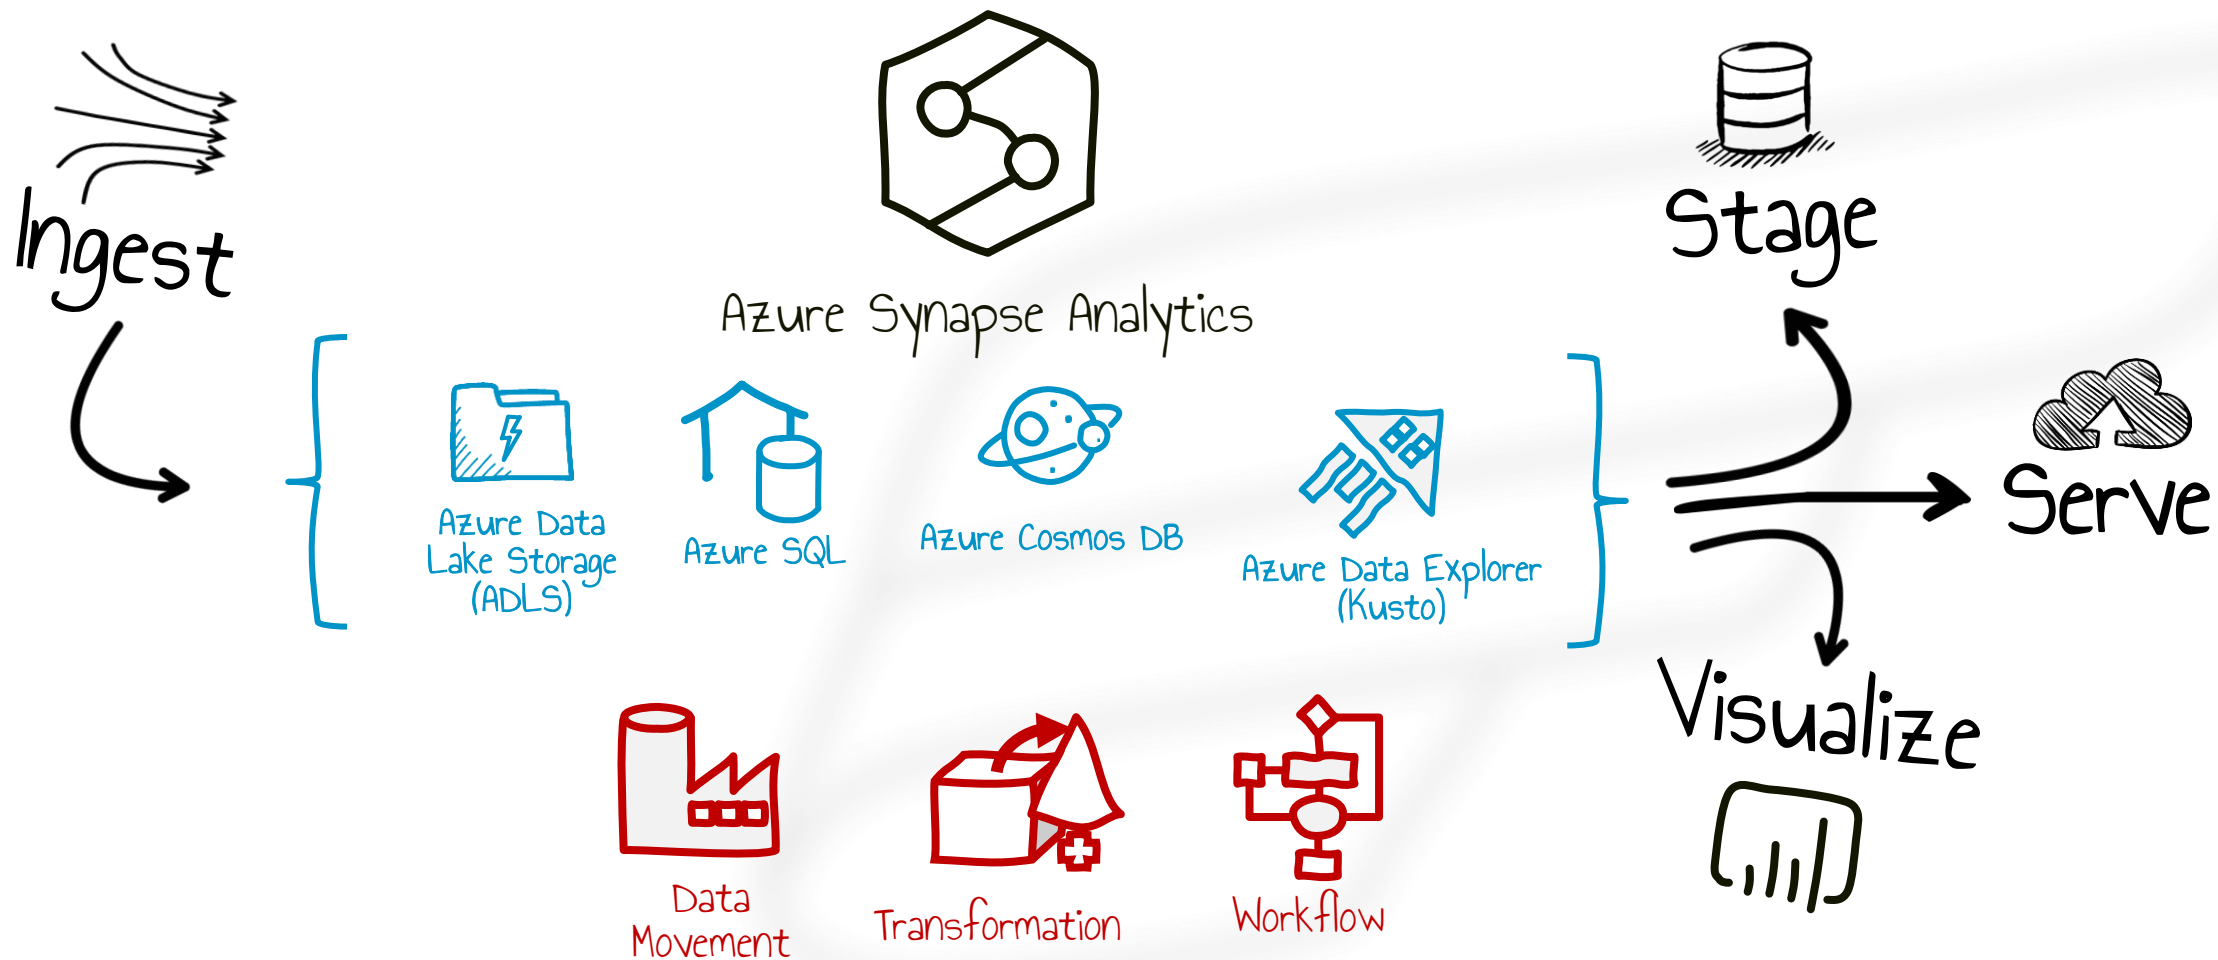 Ingest
Azure Synapse Analytics
Stage
Azure Data
Lake Storage
(ADLS)
Azure SQL
Azure Cosmos DB
Azure Data Explorer
(Kusto)
Serve
Visualize
Data
Movement
Transformation
Workflow